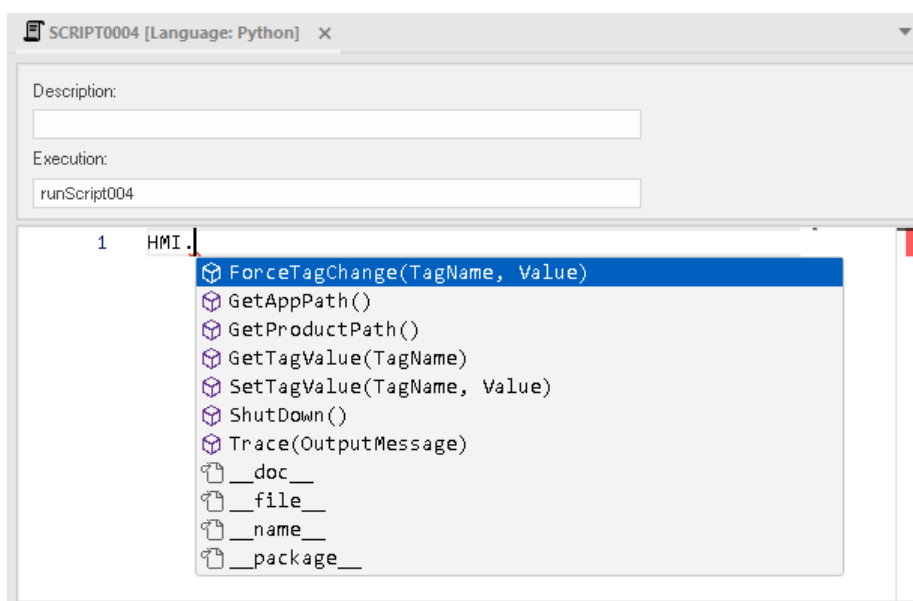 SCRIPT0004 [Language: Python] ×
Description:
Execution:
runScript004
1 HMI.
ForceTagChange(TagName, Value)
GetAppPath()
GetProductPath()
GetTagValue(TagName)
SetTagValue(TagName, Value)
ShutDown()
Trace(OutputMessage)
__doc__
__file__
__name__
__package__